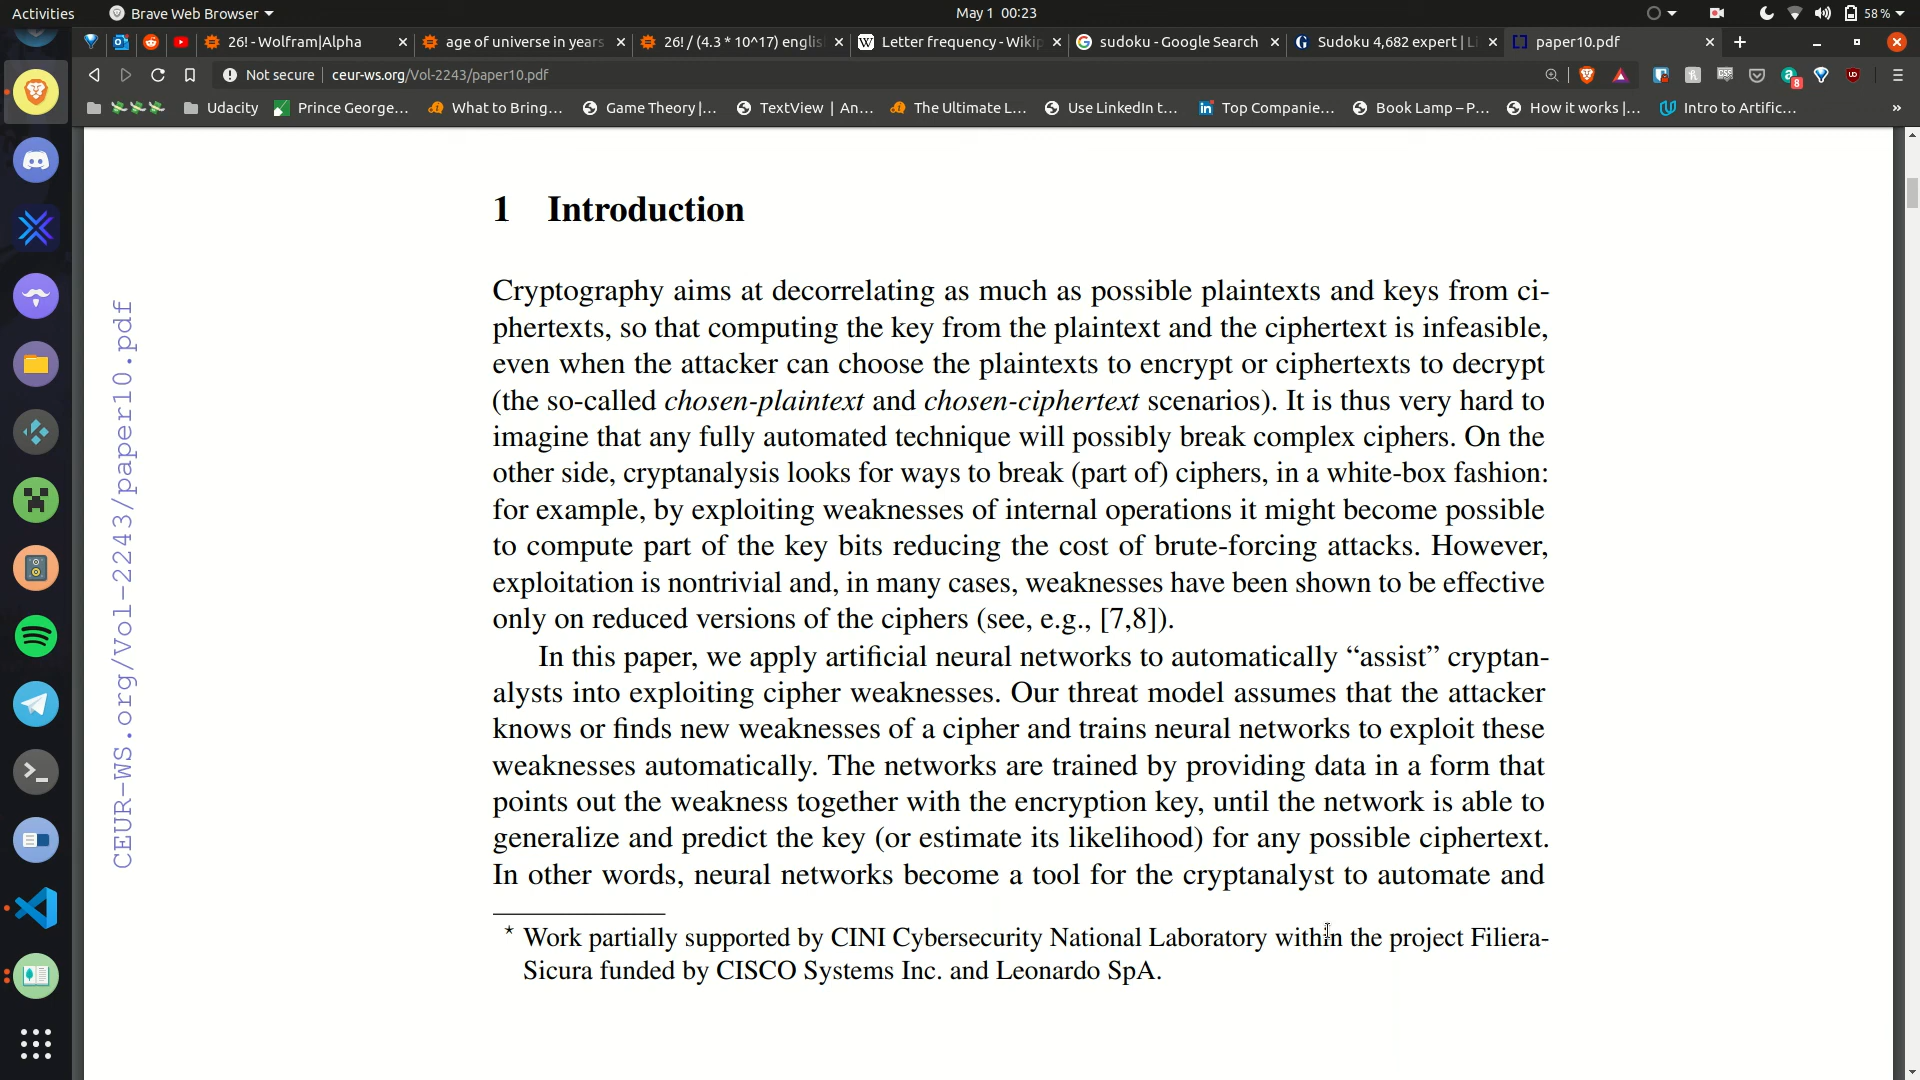 Activities
Brave Web Browser
May 1 00:23
58 %
26! - Wolfram|Alpha
age of universe in years
26! / (4.3 * 10^17) englis
Letter frequency - Wikip
sudoku - Google Search
Sudoku 4,682 expert | Li
paper10.pdf
Not secure
ceur-ws.org/Vol-2243/paper10.pdf
8
Udacity
Prince George...
What to Bring...
Game Theory |...
TextView | An...
The Ultimate L...
Use LinkedIn t...
Top Companie...
Book Lamp – P...
How it works |...
Intro to Artific...
»
1 Introduction
Cryptography aims at decorrelating as much as possible plaintexts and keys from ci-
phertexts, so that computing the key from the plaintext and the ciphertext is infeasible,
even when the attacker can choose the plaintexts to encrypt or ciphertexts to decrypt
(the so-called chosen-plaintext and chosen-ciphertext scenarios). It is thus very hard to
imagine that any fully automated technique will possibly break complex ciphers. On the
other side, cryptanalysis looks for ways to break (part of) ciphers, in a white-box fashion:
for example, by exploiting weaknesses of internal operations it might become possible
to compute part of the key bits reducing the cost of brute-forcing attacks. However,
exploitation is nontrivial and, in many cases, weaknesses have been shown to be effective
only on reduced versions of the ciphers (see, e.g., [7,8]).
In this paper, we apply artificial neural networks to automatically “assist” cryptan-
alysts into exploiting cipher weaknesses. Our threat model assumes that the attacker
knows or finds new weaknesses of a cipher and trains neural networks to exploit these
weaknesses automatically. The networks are trained by providing data in a form that
points out the weakness together with the encryption key, until the network is able to
generalize and predict the key (or estimate its likelihood) for any possible ciphertext.
In other words, neural networks become a tool for the cryptanalyst to automate and
* Work partially supported by CINI Cybersecurity National Laboratory within the project Filiera-
Sicura funded by CISCO Systems Inc. and Leonardo SpA.
CEUR-WS.org/Vol-2243/paper10.pdf